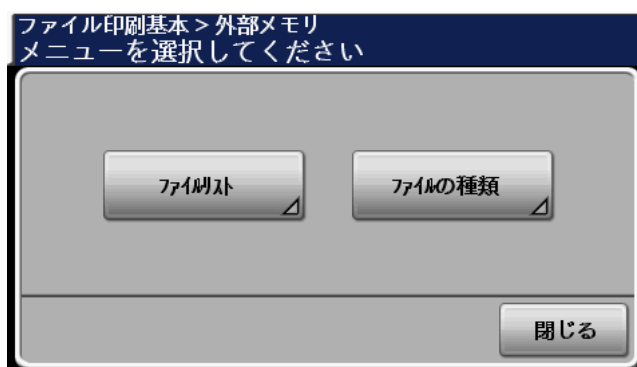 ファイル印刷基本 > 外部メモリ
メニューを選択してください
ﾌｧｲﾙﾘｽﾄ
ﾌｧｲﾙの種類
閉じる